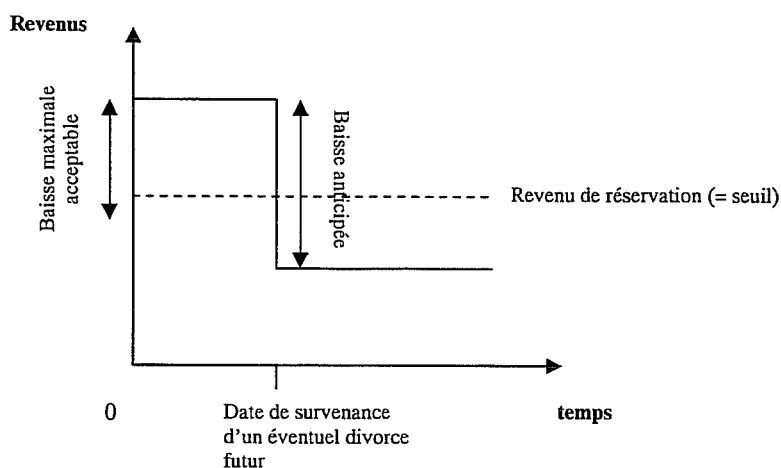 Revenus
Baisse maximale
acceptable
Baisse anticipée
Revenu de réservation (= seuil)
0
Date de survenance
d'un éventuel divorce
futur
temps